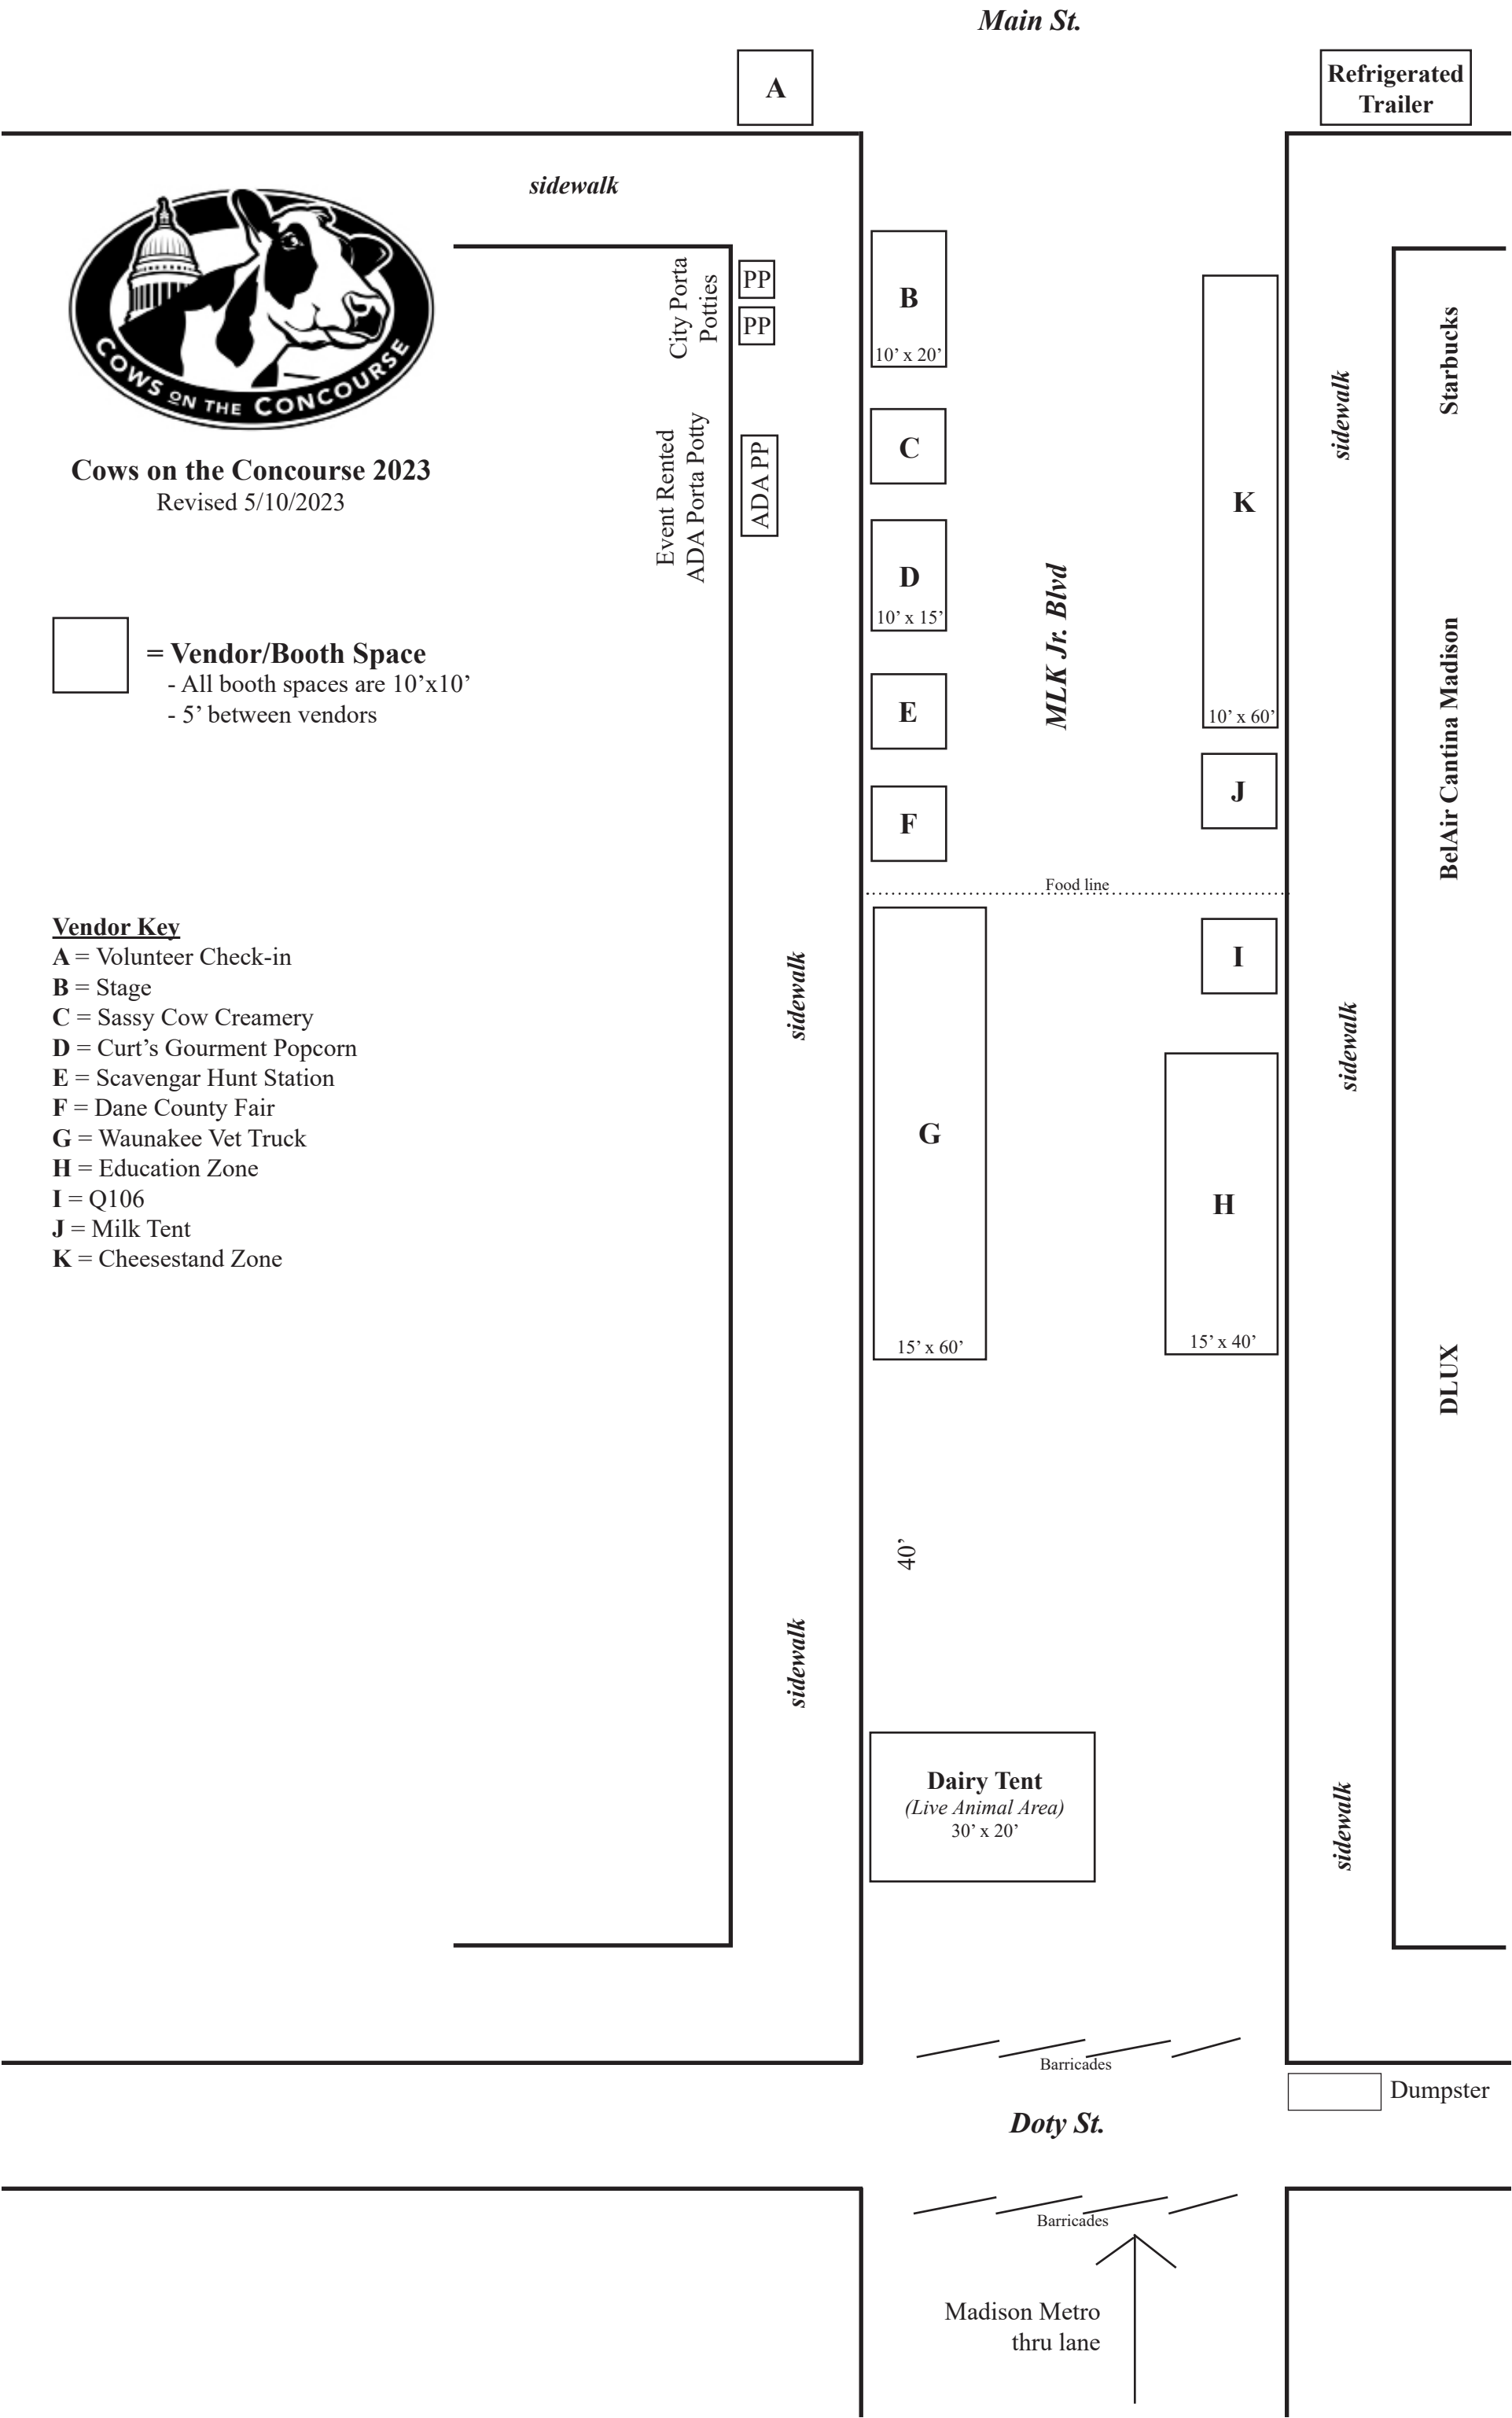 Main St.
A
Refrigerated
Trailer
sidewalk
COWS ON THE CONCOURSE
Cows on the Concourse 2023
Revised 5/10/2023
= Vendor/Booth Space
- All booth spaces are 10’x10’
- 5’ between vendors
Vendor Key
A = Volunteer Check-in
B = Stage
C = Sassy Cow Creamery
D = Curt’s Gourment Popcorn
E = Scavengar Hunt Station
F = Dane County Fair
G = Waunakee Vet Truck
H = Education Zone
I = Q106
J = Milk Tent
K = Cheesestand Zone
City Porta
Potties
PP
PP
Event Rented
ADA Porta Potty
ADA PP
sidewalk
sidewalk
B
10’ x 20’
C
D
10’ x 15’
E
F
MLK Jr. Blvd
K
10’ x 60’
J
Food line
I
G
15’ x 60’
H
15’ x 40’
40’
Dairy Tent
(Live Animal Area)
30’ x 20’
sidewalk
sidewalk
sidewalk
Starbucks
BelAir Cantina Madison
DLUX
Barricades
Dumpster
Doty St.
Barricades
Madison Metro
thru lane